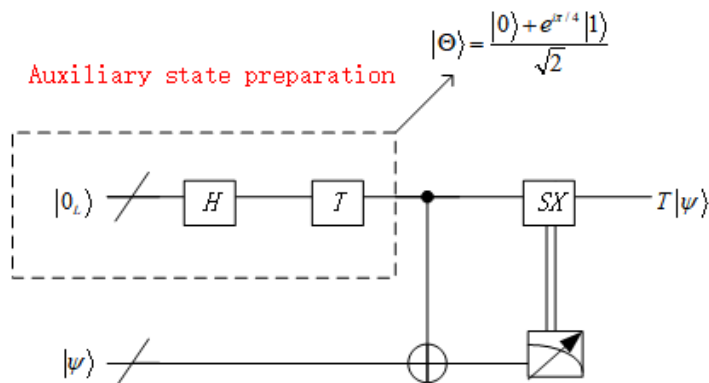 |Θ⟩ = (|0⟩ + e^{iπ/4} |1⟩) / √2
Auxiliary state preparation
|0_L⟩ H T SX T|ψ⟩
|ψ⟩